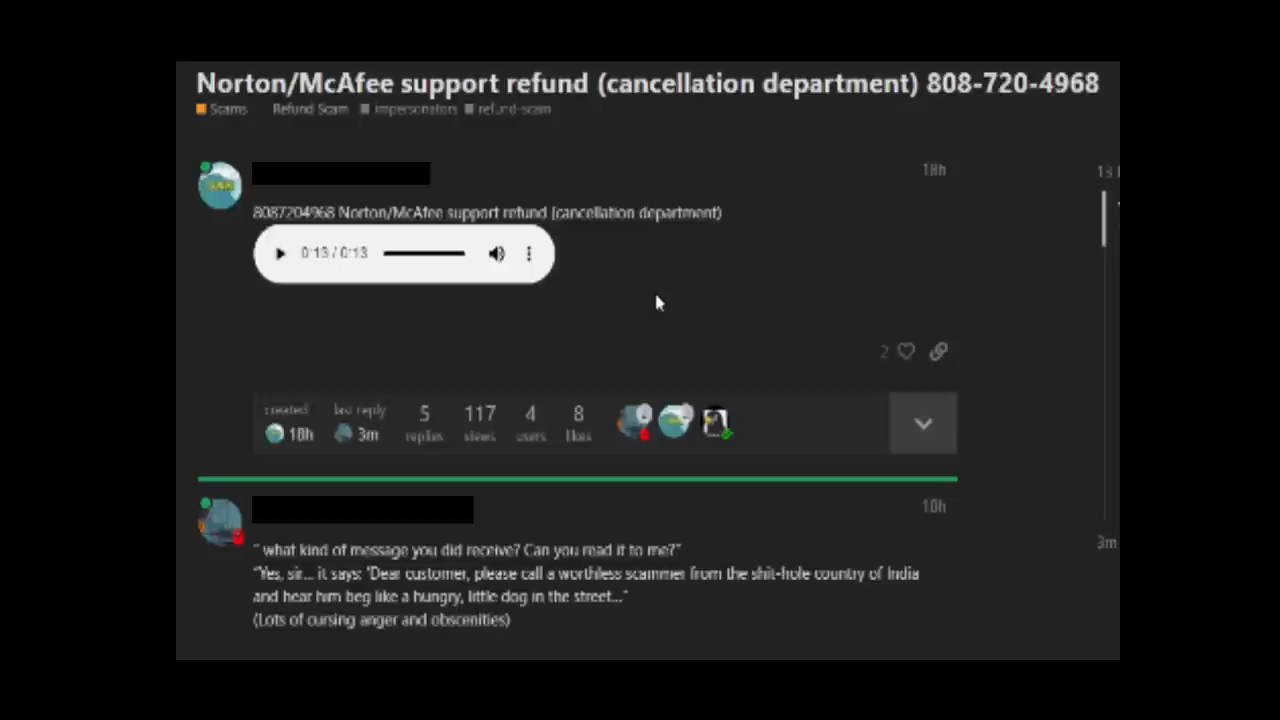 Norton/McAfee support refund (cancellation department) 808-720-4968
Scams Refund Scam impersonators refund-scam
18h
13
8087204968 Norton/McAfee support refund (cancellation department)
0:13 / 0:13
2
created last reply 5 117 4 8
18h 3m replies views users likes
10h
3m
" what kind of message you did receive? Can you read it to me?"
"Yes, sir... it says: 'Dear customer, please call a worthless scammer from the shit-hole country of India
and hear him beg like a hungry, little dog in the street..."
(Lots of cursing anger and obscenities)